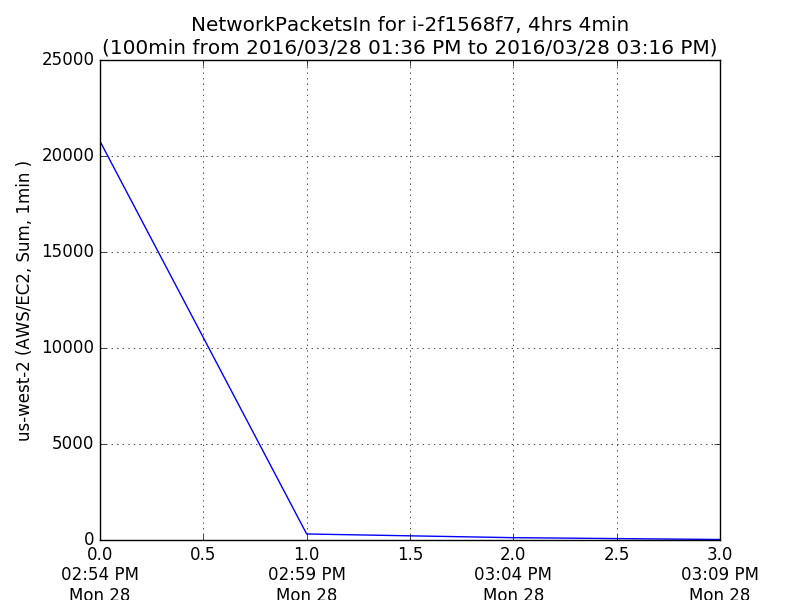 NetworkPacketsIn for i-2f1568f7, 4hrs 4min
(100min from 2016/03/28 01:36 PM to 2016/03/28 03:16 PM)
us-west-2 (AWS/EC2, Sum, 1min )
25000
20000
15000
10000
5000
0
0.0 0.5 1.0 1.5 2.0 2.5 3.0
02:54 PM 02:59 PM 03:04 PM 03:09 PM
Mon 28 Mon 28 Mon 28 Mon 28